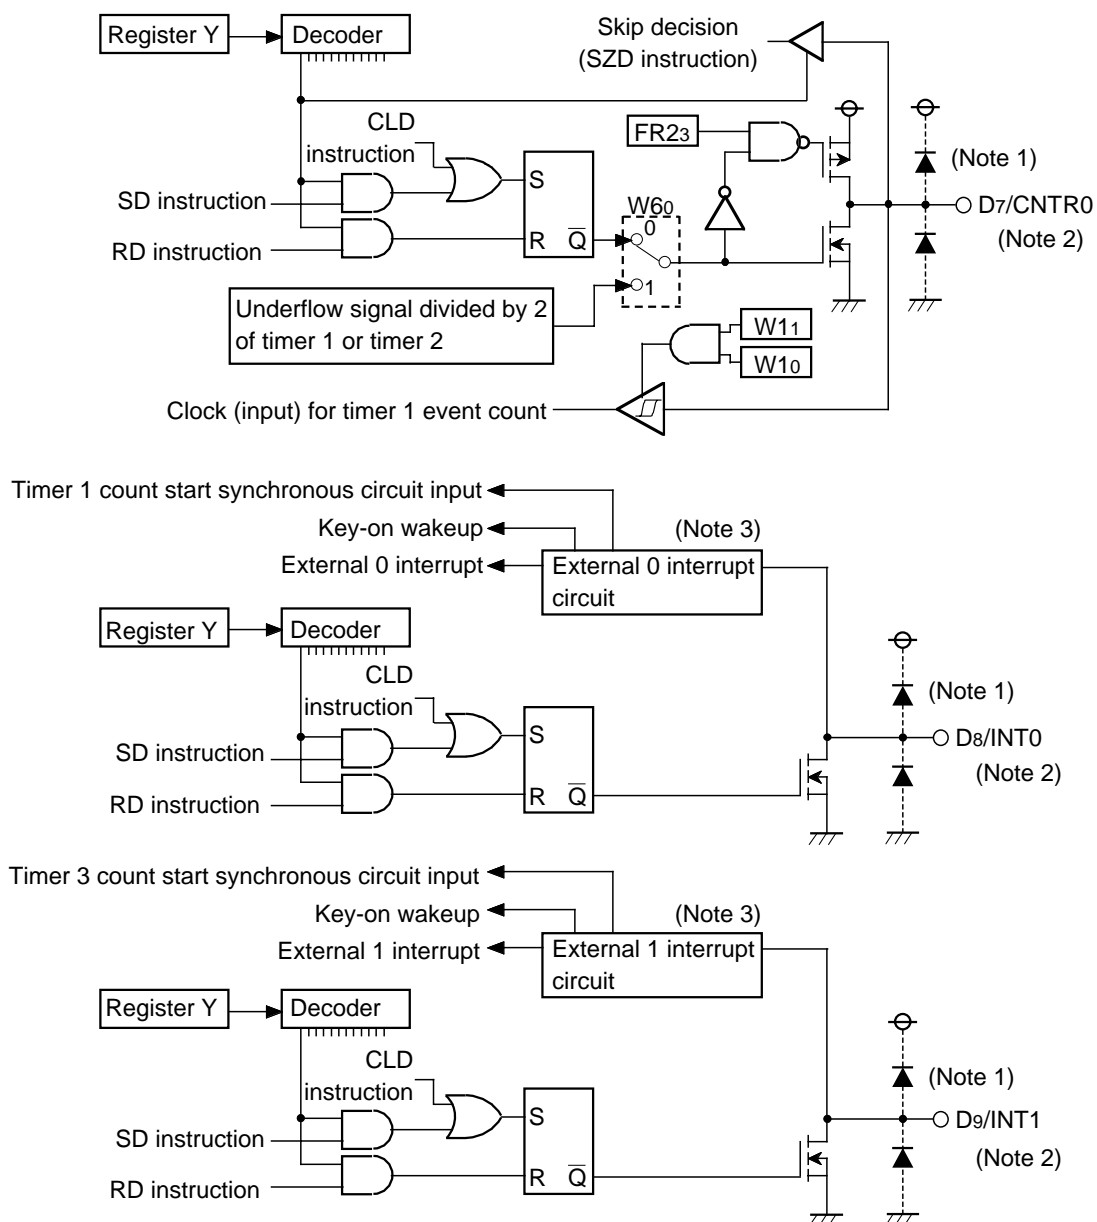 Register Y
Decoder
Skip decision
(SZD instruction)
CLD
instruction
FR23
(Note 1)
SD instruction
S
W60
0
D7/CNTR0
(Note 2)
RD instruction
R
Q
1
Underflow signal divided by 2
of timer 1 or timer 2
W11
W10
Clock (input) for timer 1 event count
Timer 1 count start synchronous circuit input
Key-on wakeup
(Note 3)
External 0 interrupt
External 0 interrupt
circuit
Register Y
Decoder
CLD
instruction
(Note 1)
SD instruction
S
D8/INT0
(Note 2)
RD instruction
R
Q
Timer 3 count start synchronous circuit input
Key-on wakeup
(Note 3)
External 1 interrupt
External 1 interrupt
circuit
Register Y
Decoder
CLD
instruction
(Note 1)
SD instruction
S
D9/INT1
(Note 2)
RD instruction
R
Q